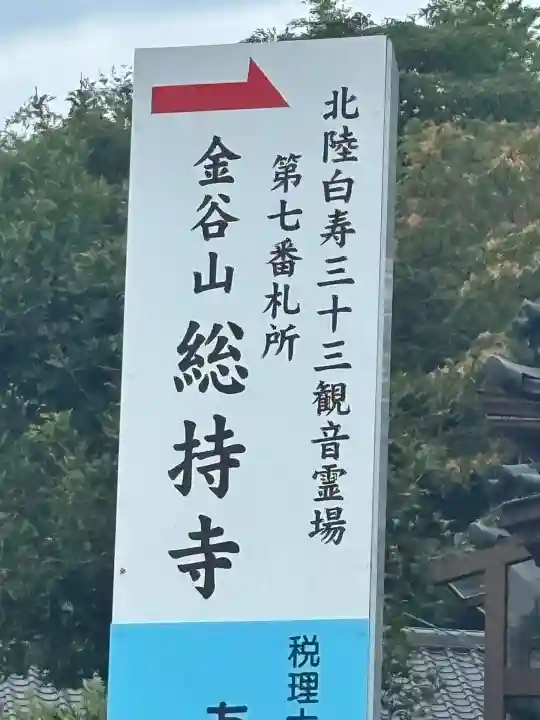 北陸白寿三十三観音霊場
第七番札所
金谷山 総持寺
税理